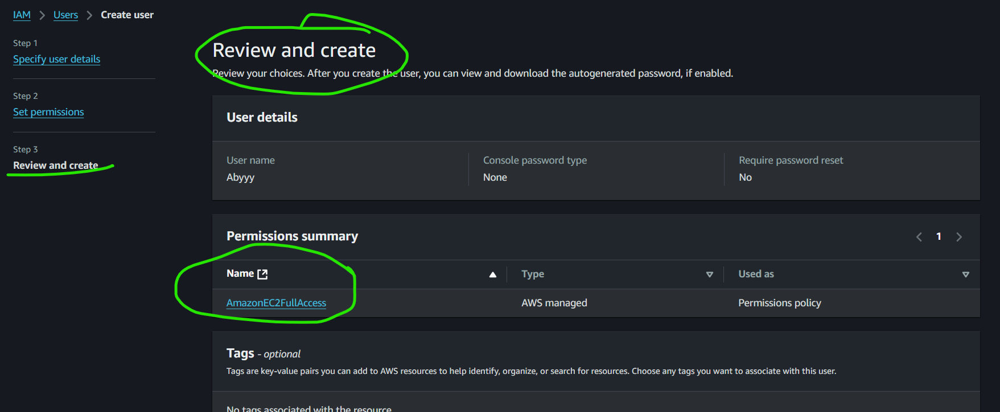 IAM > Users > Create user
Step 1
Specify user details
Step 2
Set permissions
Step 3
Review and create
Review and create
Review your choices. After you create the user, you can view and download the autogenerated password, if enabled.
User details
User name Console password type Require password reset
Abyyy None No
Permissions summary
1
Name Type Used as
AmazonEC2FullAccess AWS managed Permissions policy
Tags - optional
Tags are key-value pairs you can add to AWS resources to help identify, organize, or search for resources. Choose any tags you want to associate with this user.
No tags associated with the resource.